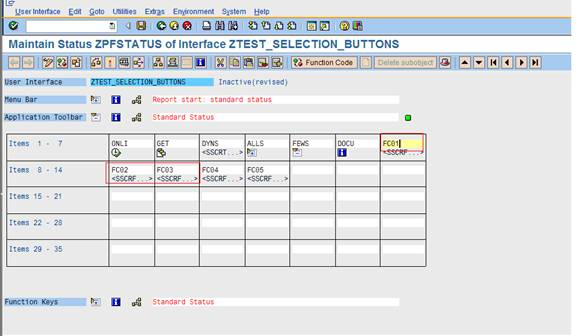 User Interface Edit Goto Utilities Extras Environment System Help
Maintain Status ZPFSTATUS of Interface ZTEST_SELECTION_BUTTONS
Function Code Delete subobject
User Interface ZTEST_SELECTION_BUTTONS Inactive(revised)
Menu Bar Report start: standard status
Application Toolbar Standard Status
Items 1 - 7 ONLI GET DYNS ALLS FEWS DOCU FC01
<SSCRT...> <SSCRF...>
Items 8 - 14 FC02 FC03 FC04 FC05
<SSCRF...> <SSCRF...> <SSCRF...> <SSCRF...>
Items 15 - 21
Items 22 - 28
Items 29 - 35
Function Keys Standard Status